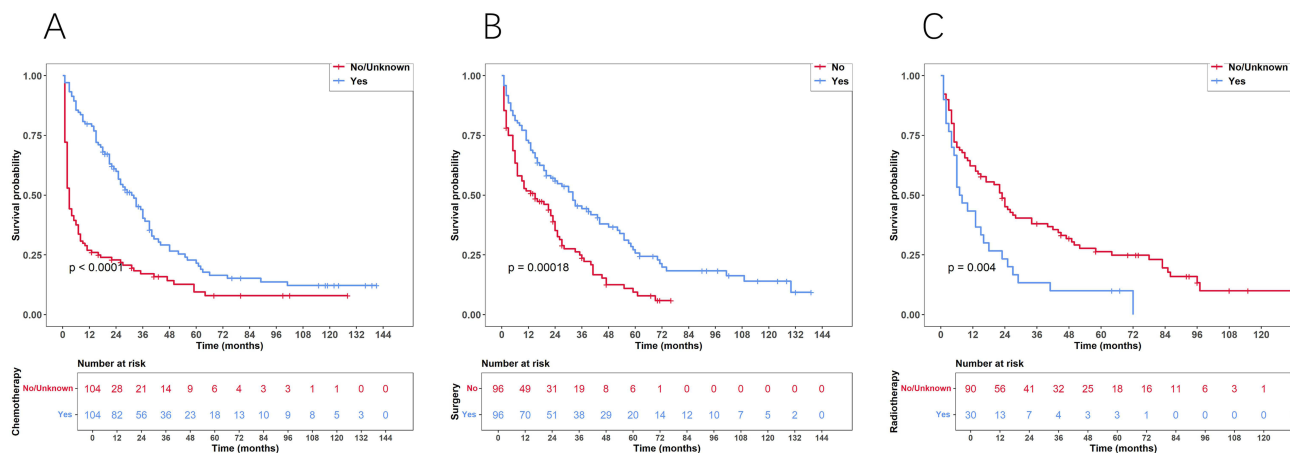 A
B
C
No/Unknown
Yes
No
Yes
No/Unknown
Yes
1.00
0.75
0.50
0.25
0.00
Survival probability
p < 0.0001
0 12 24 36 48 60 72 84 96 108 120 132 144
Time (months)
1.00
0.75
0.50
0.25
0.00
Survival probability
p = 0.00018
0 12 24 36 48 60 72 84 96 108 120 132 144
Time (months)
1.00
0.75
0.50
0.25
0.00
Survival probability
p = 0.004
0 12 24 36 48 60 72 84 96 108 120
Time (months)
Number at risk
Chemotherapy
No/Unknown 104 28 21 14 9 6 4 3 3 1 1 0 0
Yes 104 82 56 36 23 18 13 10 9 8 5 3 0
0 12 24 36 48 60 72 84 96 108 120 132 144
Time (months)
Number at risk
Surgery
No 96 49 31 19 8 6 1 0 0 0 0 0 0
Yes 96 70 51 38 29 20 14 12 10 7 5 2 0
0 12 24 36 48 60 72 84 96 108 120 132 144
Time (months)
Number at risk
Radiotherapy
No/Unknown 90 56 41 32 25 18 16 11 6 3 1
Yes 30 13 7 4 3 3 1 0 0 0 0
0 12 24 36 48 60 72 84 96 108 120
Time (months)